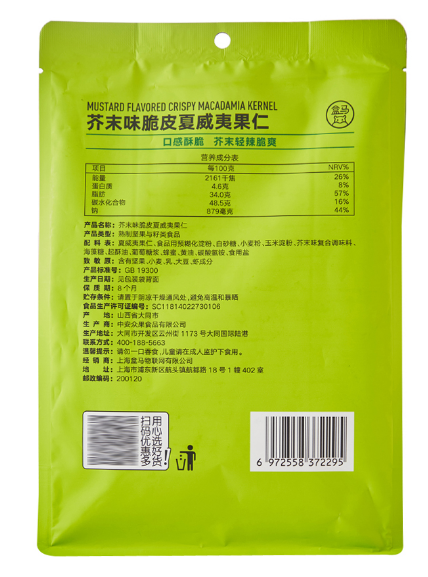 盒马
MUSTARD FLAVORED CRISPY MACADAMIA KERNEL
芥末味脆皮夏威夷果仁
口感酥脆 芥末轻辣脆爽
营养成分表
项目 每100克 NRV%
能量 2161千焦 26%
蛋白质 4.6克 8%
脂肪 34.0克 57%
碳水化合物 48.5克 16%
钠 879毫克 44%
产品名称：芥末味脆皮夏威夷果仁
产品类型：熟制坚果与籽类食品
配 料 表：夏威夷果仁、食用预糊化淀粉、白砂糖、小麦粉、玉米淀粉、芥末味复合调味料、
海藻糖、起酥油、葡萄糖浆、蜂蜜、黄油、碳酸氢铵、食用盐
致 敏 原：含有坚果、小麦、乳、大豆、虾成分
产品标准号：GB 19300
生产日期：见包装袋背面
保 质 期：8个月
贮存条件：请置于阴凉干燥通风处，避免高温和暴晒
食品生产许可证编号：SC11814022730106
产 地：山西省大同市
生 产 商：中安众果食品有限公司
生产地址：大同市开发区云州街1173号大同国际陆港
联系方式：400-188-5663
温馨提示：请勿一口吞食，儿童请在成人监护下食用。
经 销 商：上海盒马物联网有限公司
地 址：上海市浦东新区航头镇航鹤路18号1幢402室
邮政编码：200120
用心选好货！
扫码优惠多
6 972558 372295